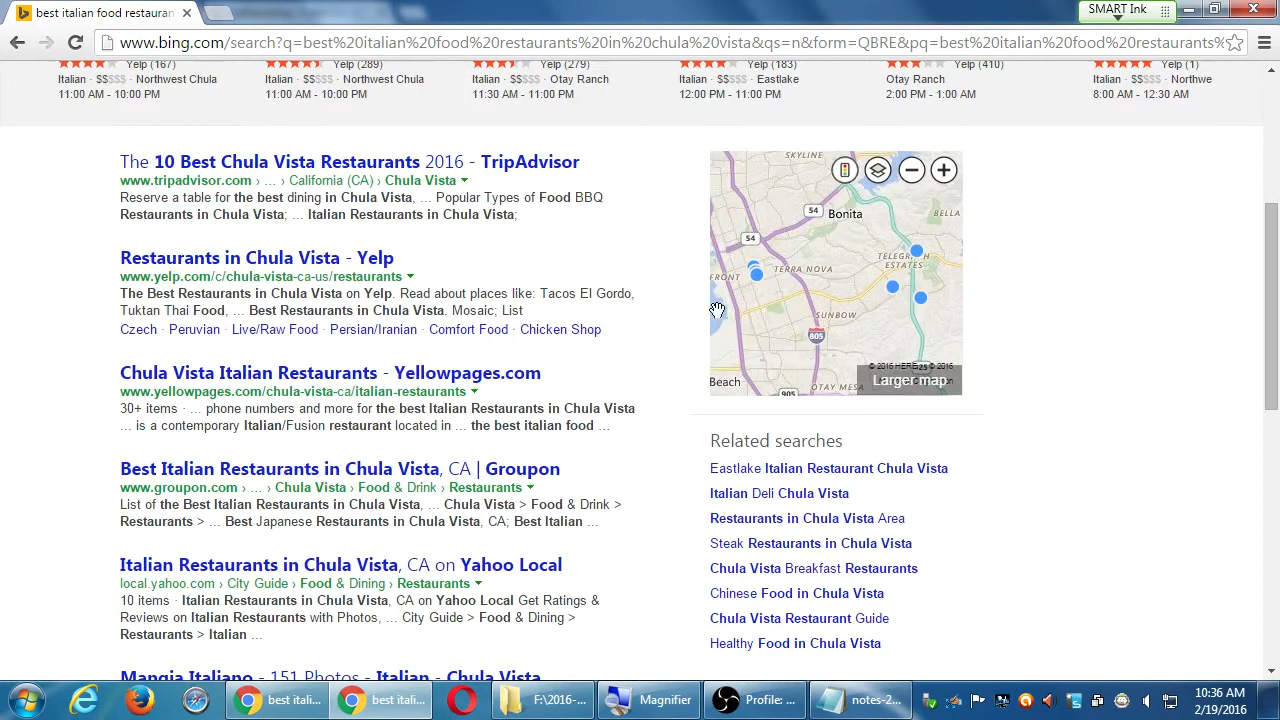 best italian food restauran
SMART Ink
www.bing.com/search?q=best%20italian%20food%20restaurants%20in%20chula%20vista&qs=n&form=QBRE&pq=best%20italian%20food%20restaurants%
Yelp (167)
Yelp (289)
Yelp (279)
Yelp (183)
Yelp (410)
Yelp (1)
Italian · $$$$$ · Northwest Chula
Italian · $$$$$ · Northwest Chula
Italian · $$$$$ · Otay Ranch
Italian · $$$$$ · Eastlake
Otay Ranch
Italian · $$$$$ · Northwe
11:00 AM - 10:00 PM
11:00 AM - 10:00 PM
11:30 AM - 11:00 PM
12:00 PM - 11:00 PM
2:00 PM - 1:00 AM
8:00 AM - 12:30 AM
The 10 Best Chula Vista Restaurants 2016 - TripAdvisor
www.tripadvisor.com › ... › California (CA) › Chula Vista
Reserve a table for the best dining in Chula Vista, ... Popular Types of Food BBQ
Restaurants in Chula Vista; ... Italian Restaurants in Chula Vista;
Restaurants in Chula Vista - Yelp
www.yelp.com/c/chula-vista-ca-us/restaurants
The Best Restaurants in Chula Vista on Yelp. Read about places like: Tacos El Gordo,
Tuktan Thai Food, ... Best Restaurants in Chula Vista. Mosaic; List
Czech · Peruvian · Live/Raw Food · Persian/Iranian · Comfort Food · Chicken Shop
Chula Vista Italian Restaurants - Yellowpages.com
www.yellowpages.com/chula-vista-ca/italian-restaurants
30+ items · ... phone numbers and more for the best Italian Restaurants in Chula Vista
... is a contemporary Italian/Fusion restaurant located in ... the best italian food ...
Best Italian Restaurants in Chula Vista, CA | Groupon
www.groupon.com › ... › Chula Vista › Food & Drink › Restaurants
List of the Best Italian Restaurants in Chula Vista, ... Chula Vista > Food & Drink >
Restaurants > ... Best Japanese Restaurants in Chula Vista, CA; Best Italian ...
Italian Restaurants in Chula Vista, CA on Yahoo Local
local.yahoo.com › City Guide › Food & Dining › Restaurants
10 items · Italian Restaurants in Chula Vista, CA on Yahoo Local Get Ratings &
Reviews on Italian Restaurants with Photos, ... City Guide > Food & Dining >
Restaurants > Italian ...
Mangia Italiano - 151 Photos - Italian - Chula Vista
SKYLINE
54
Bonita
BELLA
54
TELEGRAPH
ESTATES
FRONT
TERRA NOVA
SUNBOW
805
© 2016 HERE © 2016
Beach
OTAY MESA
905
Larger map
Related searches
Eastlake Italian Restaurant Chula Vista
Italian Deli Chula Vista
Restaurants in Chula Vista Area
Steak Restaurants in Chula Vista
Chula Vista Breakfast Restaurants
Chinese Food in Chula Vista
Chula Vista Restaurant Guide
Healthy Food in Chula Vista
best itali...
best itali...
F:\2016-...
Magnifier
Profile: ...
notes-2...
10:36 AM
2/19/2016